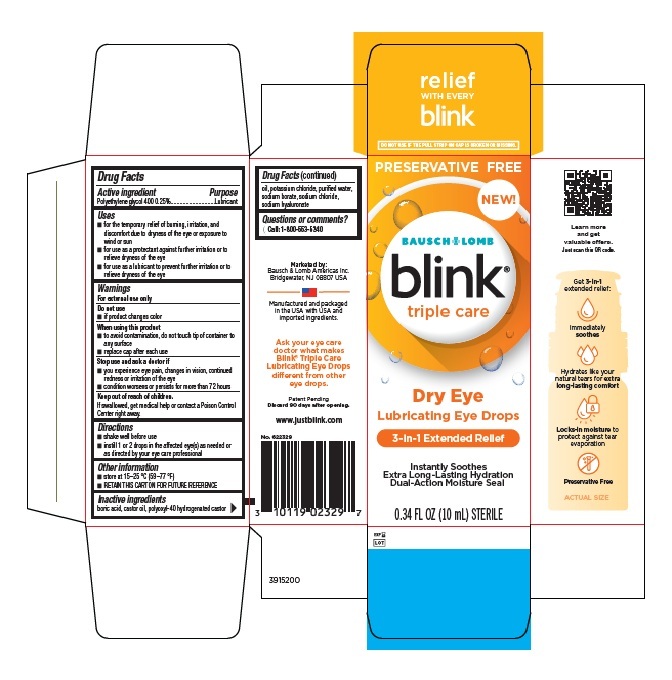 relief
WITH EVERY
blink
DO NOT USE IF THE PULL STRIP ON CAP IS BROKEN OR MISSING.
Drug Facts
Active ingredient Purpose
Polyethylene glycol 400 0.25%..............Lubricant
Uses
■ for the temporary relief of burning, irritation, and
discomfort due to dryness of the eye or exposure to
wind or sun
■ for use as a protectant against further irritation or to
relieve dryness of the eye
■ for use as a lubricant to prevent further irritation or to
relieve dryness of the eye
Warnings
For external use only
Do not use
■ if product changes color
When using this product
■ to avoid contamination, do not touch tip of container to
any surface
■ replace cap after each use
Stop use and ask a doctor if
■ you experience eye pain, changes in vision, continued
redness or irritation of the eye
■ condition worsens or persists for more than 72 hours
Keep out of reach of children.
If swallowed, get medical help or contact a Poison Control
Center right away.
Directions
■ shake well before use
■ instill 1 or 2 drops in the affected eye(s) as needed or
as directed by your eye care professional
Other information
■ store at 15-25 °C (59-77 °F)
■ RETAIN THIS CARTON FOR FUTURE REFERENCE
Inactive ingredients
boric acid, castor oil, polyoxyl-40 hydrogenated castor
Drug Facts (continued)
oil, potassium chloride, purified water,
sodium borate, sodium chloride,
sodium hyaluronate
Questions or comments?
Call: 1-800-553-5340
Marketed by:
Bausch & Lomb Americas Inc.
Bridgewater, NJ 08807 USA
Manufactured and packaged
in the USA with USA and
imported ingredients.
Ask your eye care
doctor what makes
Blink® Triple Care
Lubricating Eye Drops
different from other
eye drops.
Patent Pending
Discard 90 days after opening.
www.justblink.com
No. 622329
3 10119 02329 7
3915200
PRESERVATIVE FREE
NEW!
BAUSCH + LOMB
blink®
triple care
Dry Eye
Lubricating Eye Drops
3-in-1 Extended Relief
Instantly Soothes
Extra Long-Lasting Hydration
Dual-Action Moisture Seal
0.34 FL OZ (10 mL) STERILE
EXP
LOT
Learn more
and get
valuable offers.
Just scan this QR code.
Get 3-in-1
extended relief:
Immediately
soothes
Hydrates like your
natural tears for extra
long-lasting comfort
Locks-in moisture to
protect against tear
evaporation
Preservative Free
ACTUAL SIZE